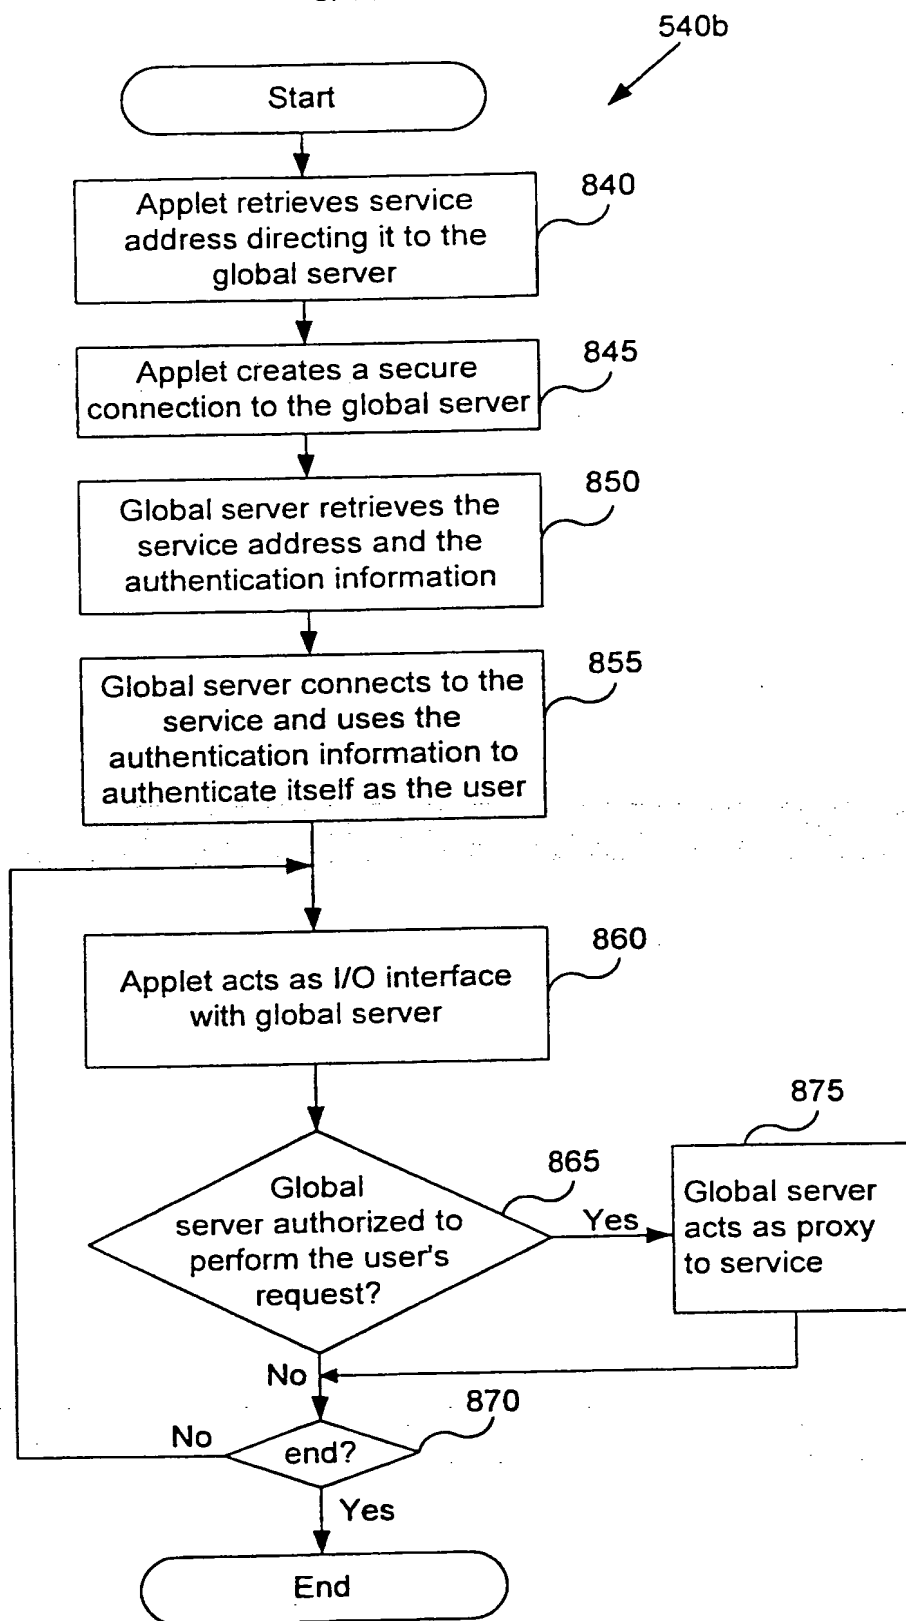 540b
Start
840
Applet retrieves service
address directing it to the
global server
845
Applet creates a secure
connection to the global server
850
Global server retrieves the
service address and the
authentication information
855
Global server connects to the
service and uses the
authentication information to
authenticate itself as the user
860
Applet acts as I/O interface
with global server
875
865
Global
server authorized to
perform the user's
request?
Yes
Global server
acts as proxy
to service
No
870
No
end?
Yes
End